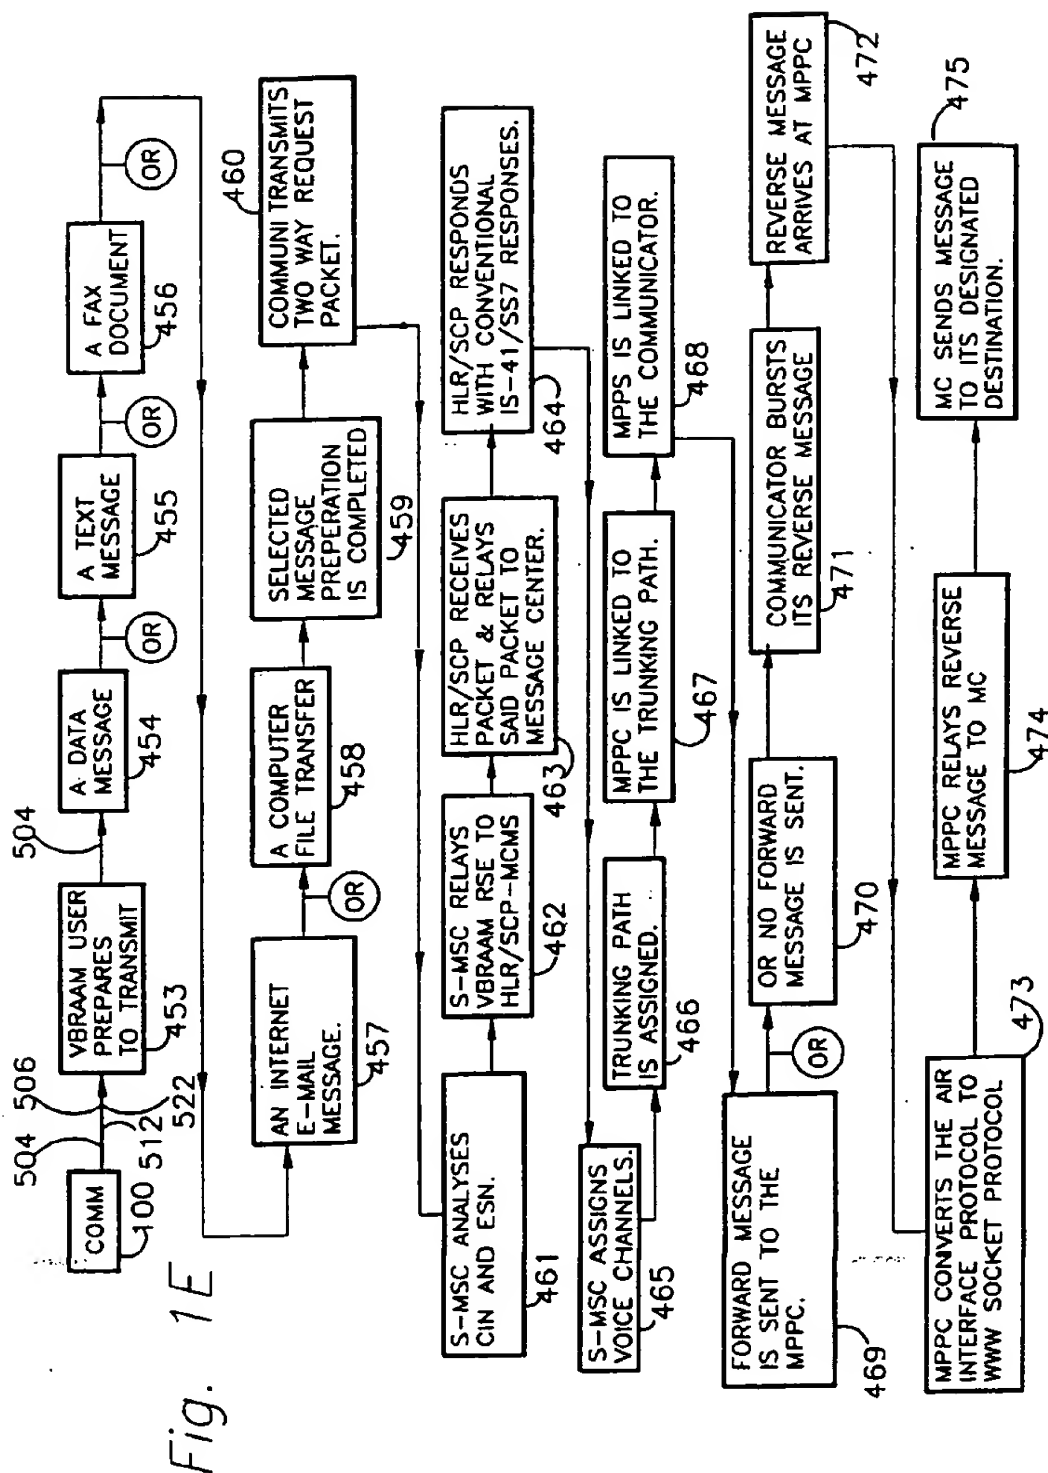 Fig. 1E
COMM
100
504
506
512
522
VBRAAM USER
PREPARES
TO TRANSMIT
453
504
A DATA
MESSAGE
454
OR
A TEXT
MESSAGE
455
OR
A FAX
DOCUMENT
456
OR
AN INTERNET
E-MAIL
MESSAGE.
457
OR
A COMPUTER
FILE TRANSFER
458
SELECTED
MESSAGE
PREPERATION
IS COMPLETED
459
COMMUNI TRANSMITS
TWO WAY REQUEST
PACKET.
460
S-MSC ANALYSES
CIN AND ESN.
461
S-MSC RELAYS
VBRAAM RSE TO
HLR/SCP-MCMS
462
HLR/SCP RECEIVES
PACKET & RELAYS
SAID PACKET TO
MESSAGE CENTER.
463
HLR/SCP RESPONDS
WITH CONVENTIONAL
IS-41/SS7 RESPONSES.
464
S-MSC ASSIGNS
VOICE CHANNELS.
465
TRUNKING PATH
IS ASSIGNED.
466
MPPC IS LINKED TO
THE TRUNKING PATH.
467
MPPS IS LINKED TO
THE COMMUNICATOR.
468
FORWARD MESSAGE
IS SENT TO THE
MPPC.
469
OR
OR NO FORWARD
MESSAGE IS SENT.
470
COMMUNICATOR BURSTS
ITS REVERSE MESSAGE
471
REVERSE MESSAGE
ARRIVES AT MPPC
472
MPPC CONVERTS THE AIR
INTERFACE PROTOCOL TO
WWW SOCKET PROTOCOL
473
MPPC RELAYS REVERSE
MESSAGE TO MC
474
MC SENDS MESSAGE
TO ITS DESIGNATED
DESTINATION.
475